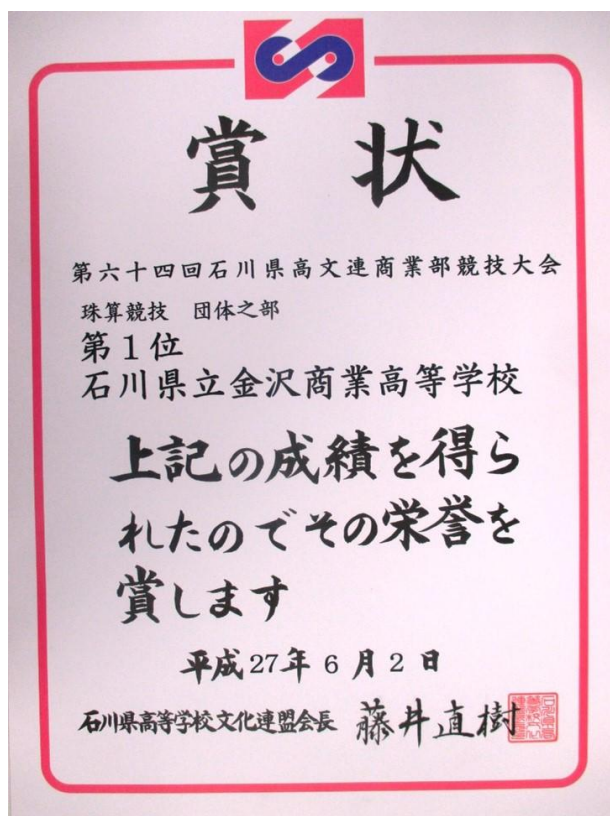 賞状
第六十四回石川県高文連商業部競技大会
珠算競技　団体之部
第１位
石川県立金沢商業高等学校
上記の成績を得ら
れたのでその栄誉を
賞します
平成27年６月２日
石川県高等学校文化連盟会長　藤井直樹